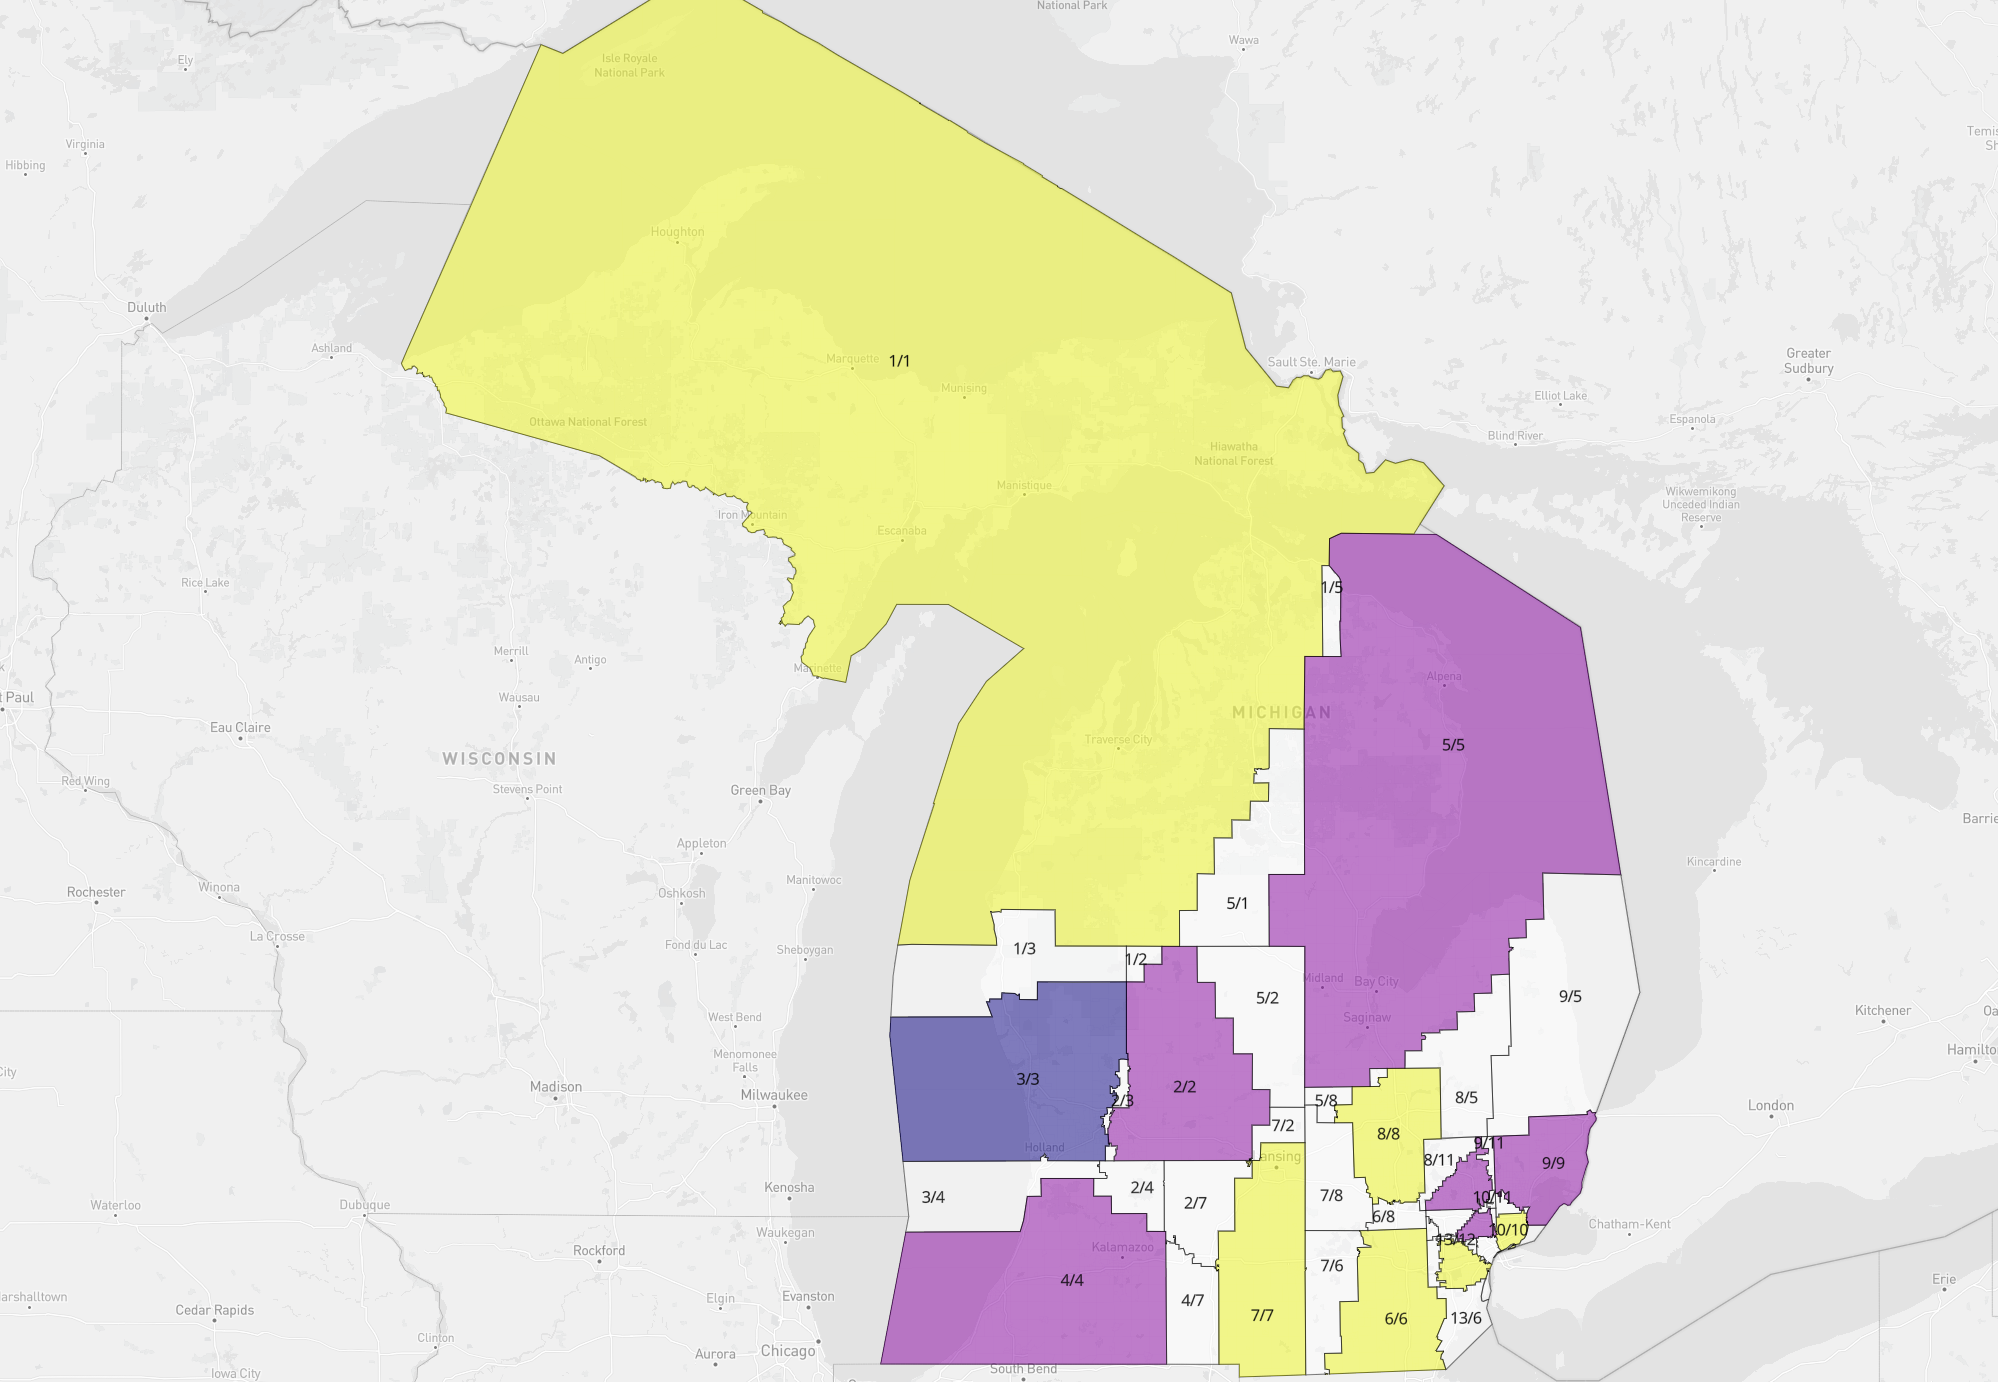 National Park
Wawa
Isle Royale
National Park
Ely
Temis
Sh
Virginia
Hibbing
Houghton
Duluth
Ashland
Marquette
1/1
Sault Ste. Marie
Greater
Sudbury
Munising
Elliot Lake
Espanola
Ottawa National Forest
Blind River
Hiawatha
National Forest
Manistique
Wikwemikong
Unceded Indian
Reserve
Iron Mountain
Escanaba
Rice Lake
1/5
Merrill
Antigo
Marinette
Alpena
t Paul
Wausau
Eau Claire
MICHIGAN
Traverse City
5/5
WISCONSIN
Red Wing
Stevens Point
Green Bay
Barrie
Appleton
Kincardine
Rochester
Winona
Oshkosh
Manitowoc
5/1
La Crosse
Fond du Lac
Sheboygan
1/3
1/2
Midland
Bay City
5/2
9/5
West Bend
Saginaw
Kitchener
Oa
Menomonee
Falls
Hamilton
City
Madison
Milwaukee
3/3
2/3
2/2
5/8
8/5
London
7/2
8/8
Holland
Lansing
9/11
8/11
9/9
Kenosha
3/4
2/4
2/7
7/8
10/11
Waterloo
Dubuque
6/8
Waukegan
Chatham-Kent
10/10
Rockford
Kalamazoo
13/12
7/6
4/4
Erie
arshalltown
Cedar Rapids
Elgin
Evanston
4/7
7/7
6/6
13/6
Clinton
Aurora
Chicago
South Bend
Iowa City